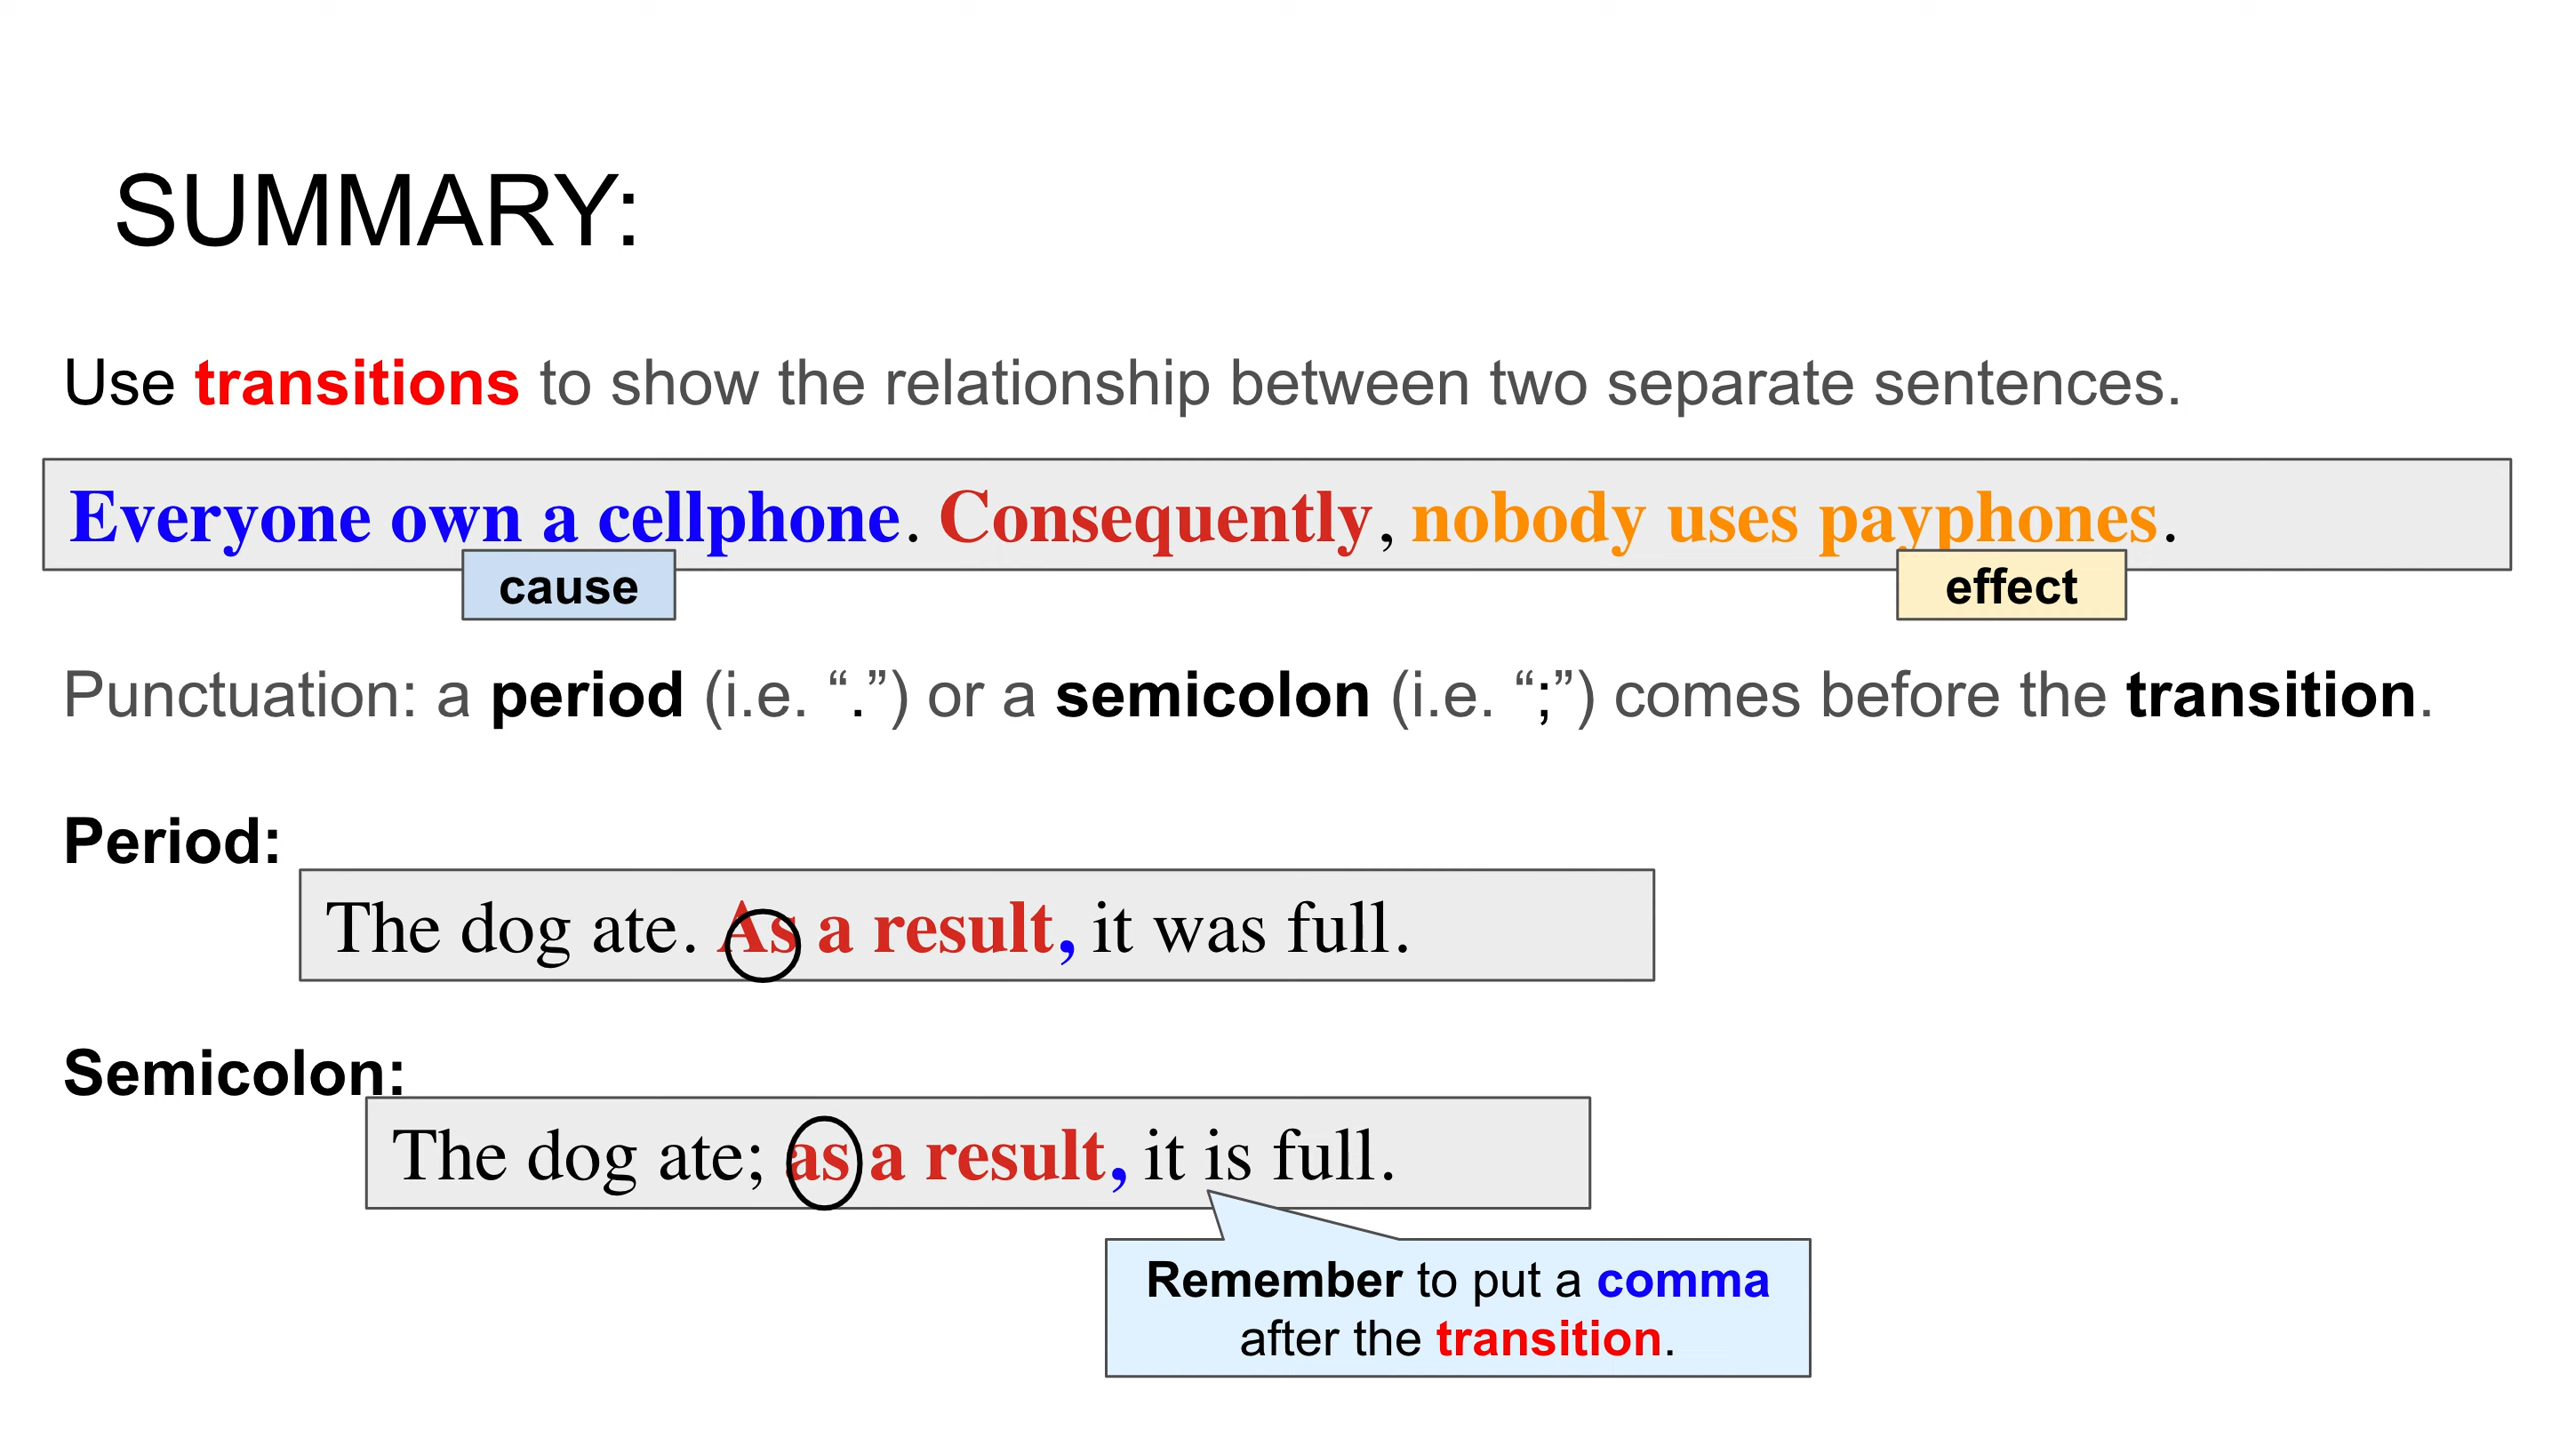 SUMMARY:
Use transitions to show the relationship between two separate sentences.
Everyone own a cellphone. Consequently, nobody uses payphones.
cause
effect
Punctuation: a period (i.e. “.”) or a semicolon (i.e. “;”) comes before the transition.
Period:
The dog ate. As a result, it was full.
Semicolon:
The dog ate; as a result, it is full.
Remember to put a comma
after the transition.